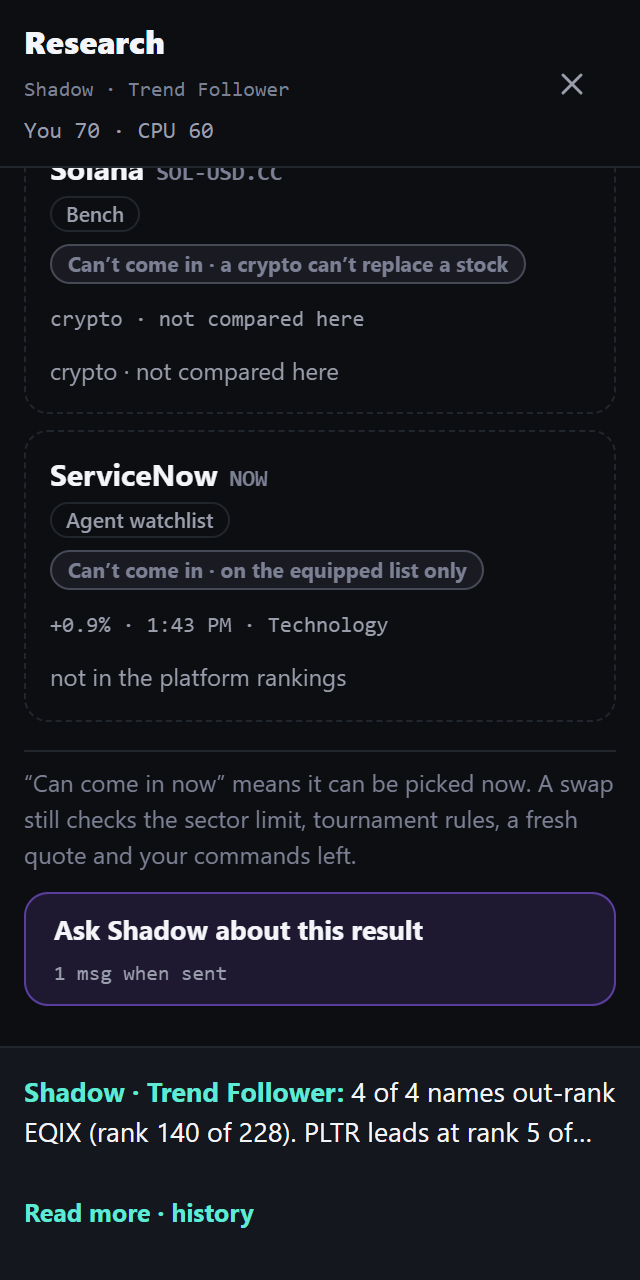 Research
Shadow · Trend Follower
You 70 · CPU 60
Solana SOL-USD.CC
Bench
Can’t come in · a crypto can’t replace a stock
crypto · not compared here
crypto · not compared here
ServiceNow NOW
Agent watchlist
Can’t come in · on the equipped list only
+0.9% · 1:43 PM · Technology
not in the platform rankings
“Can come in now” means it can be picked now. A swap
still checks the sector limit, tournament rules, a fresh
quote and your commands left.
Ask Shadow about this result
1 msg when sent
Shadow · Trend Follower: 4 of 4 names out-rank
EQIX (rank 140 of 228). PLTR leads at rank 5 of…
Read more · history